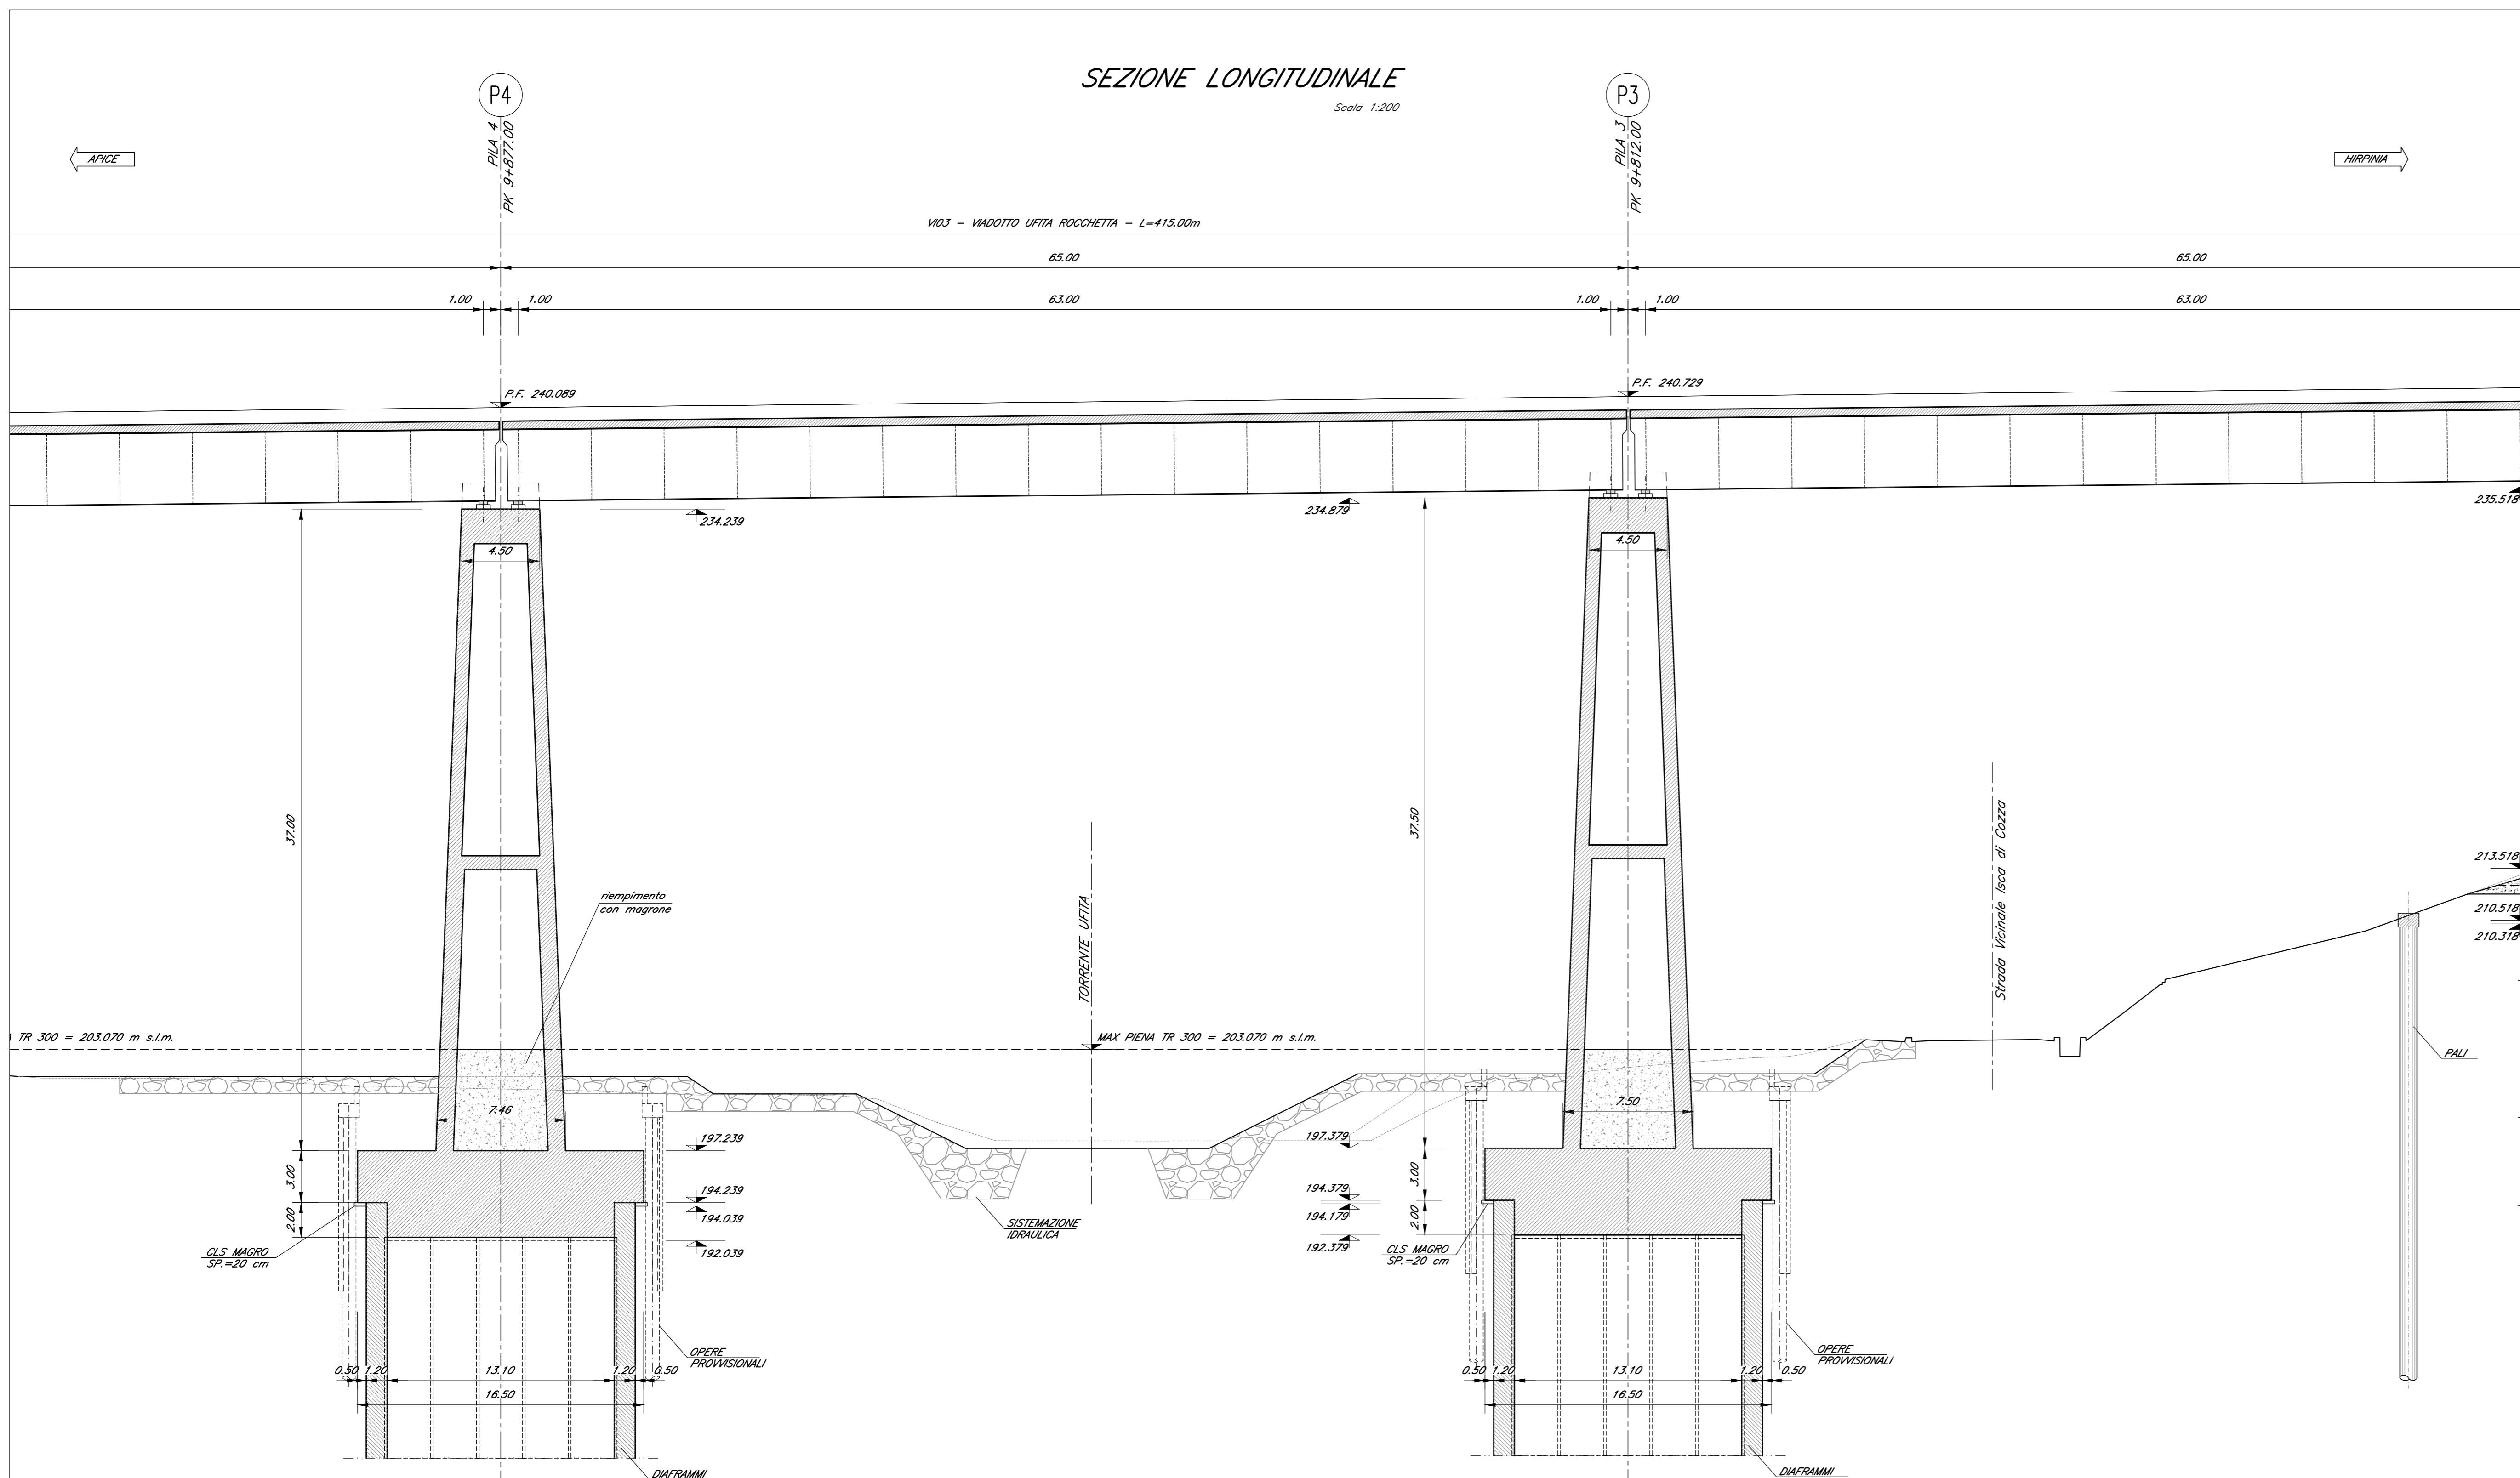 SEZIONE LONGITUDINALE
Scala 1:200
P4
PILA 4
PK 9+877.00
P3
PILA 3
PK 9+812.00
APICE
HIRPINIA
VI03 - VIADOTTO UFITA ROCCHETTA - L=415.00m
65.00
65.00
1.00
1.00
63.00
1.00
1.00
63.00
P.F. 240.089
P.F. 240.729
234.239
234.879
235.518
4.50
4.50
37.00
37.50
riempimento
con magrone
TORRENTE UFITA
Strada Vicinale Isca di Cozzo
213.518
210.518
210.318
TR 300 = 203.070 m s.l.m.
MAX PIENA TR 300 = 203.070 m s.l.m.
PALI
7.46
7.50
197.239
197.379
3.00
3.00
194.239
194.039
194.379
194.179
2.00
2.00
192.039
192.379
SISTEMAZIONE
IDRAULICA
CLS MAGRO
SP.=20 cm
CLS MAGRO
SP.=20 cm
OPERE
PROVVISIONALI
OPERE
PROVVISIONALI
0.50
1.20
13.10
1.20
0.50
16.50
0.50
1.20
13.10
1.20
0.50
16.50
DIAFRAMMI
DIAFRAMMI